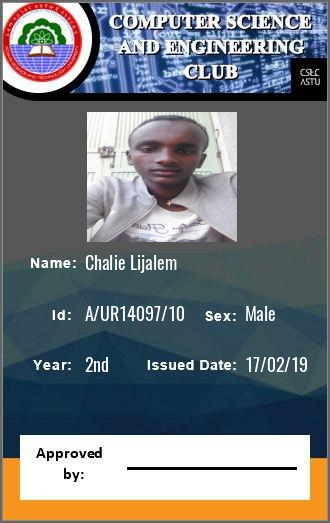 COMPUTER SCIENCE
AND ENGINEERING
CLUB
CSEC
ASTU
Name: Chalie Lijalem
Id: A/UR14097/10 Sex: Male
Year: 2nd Issued Date: 17/02/19
Approved
by: